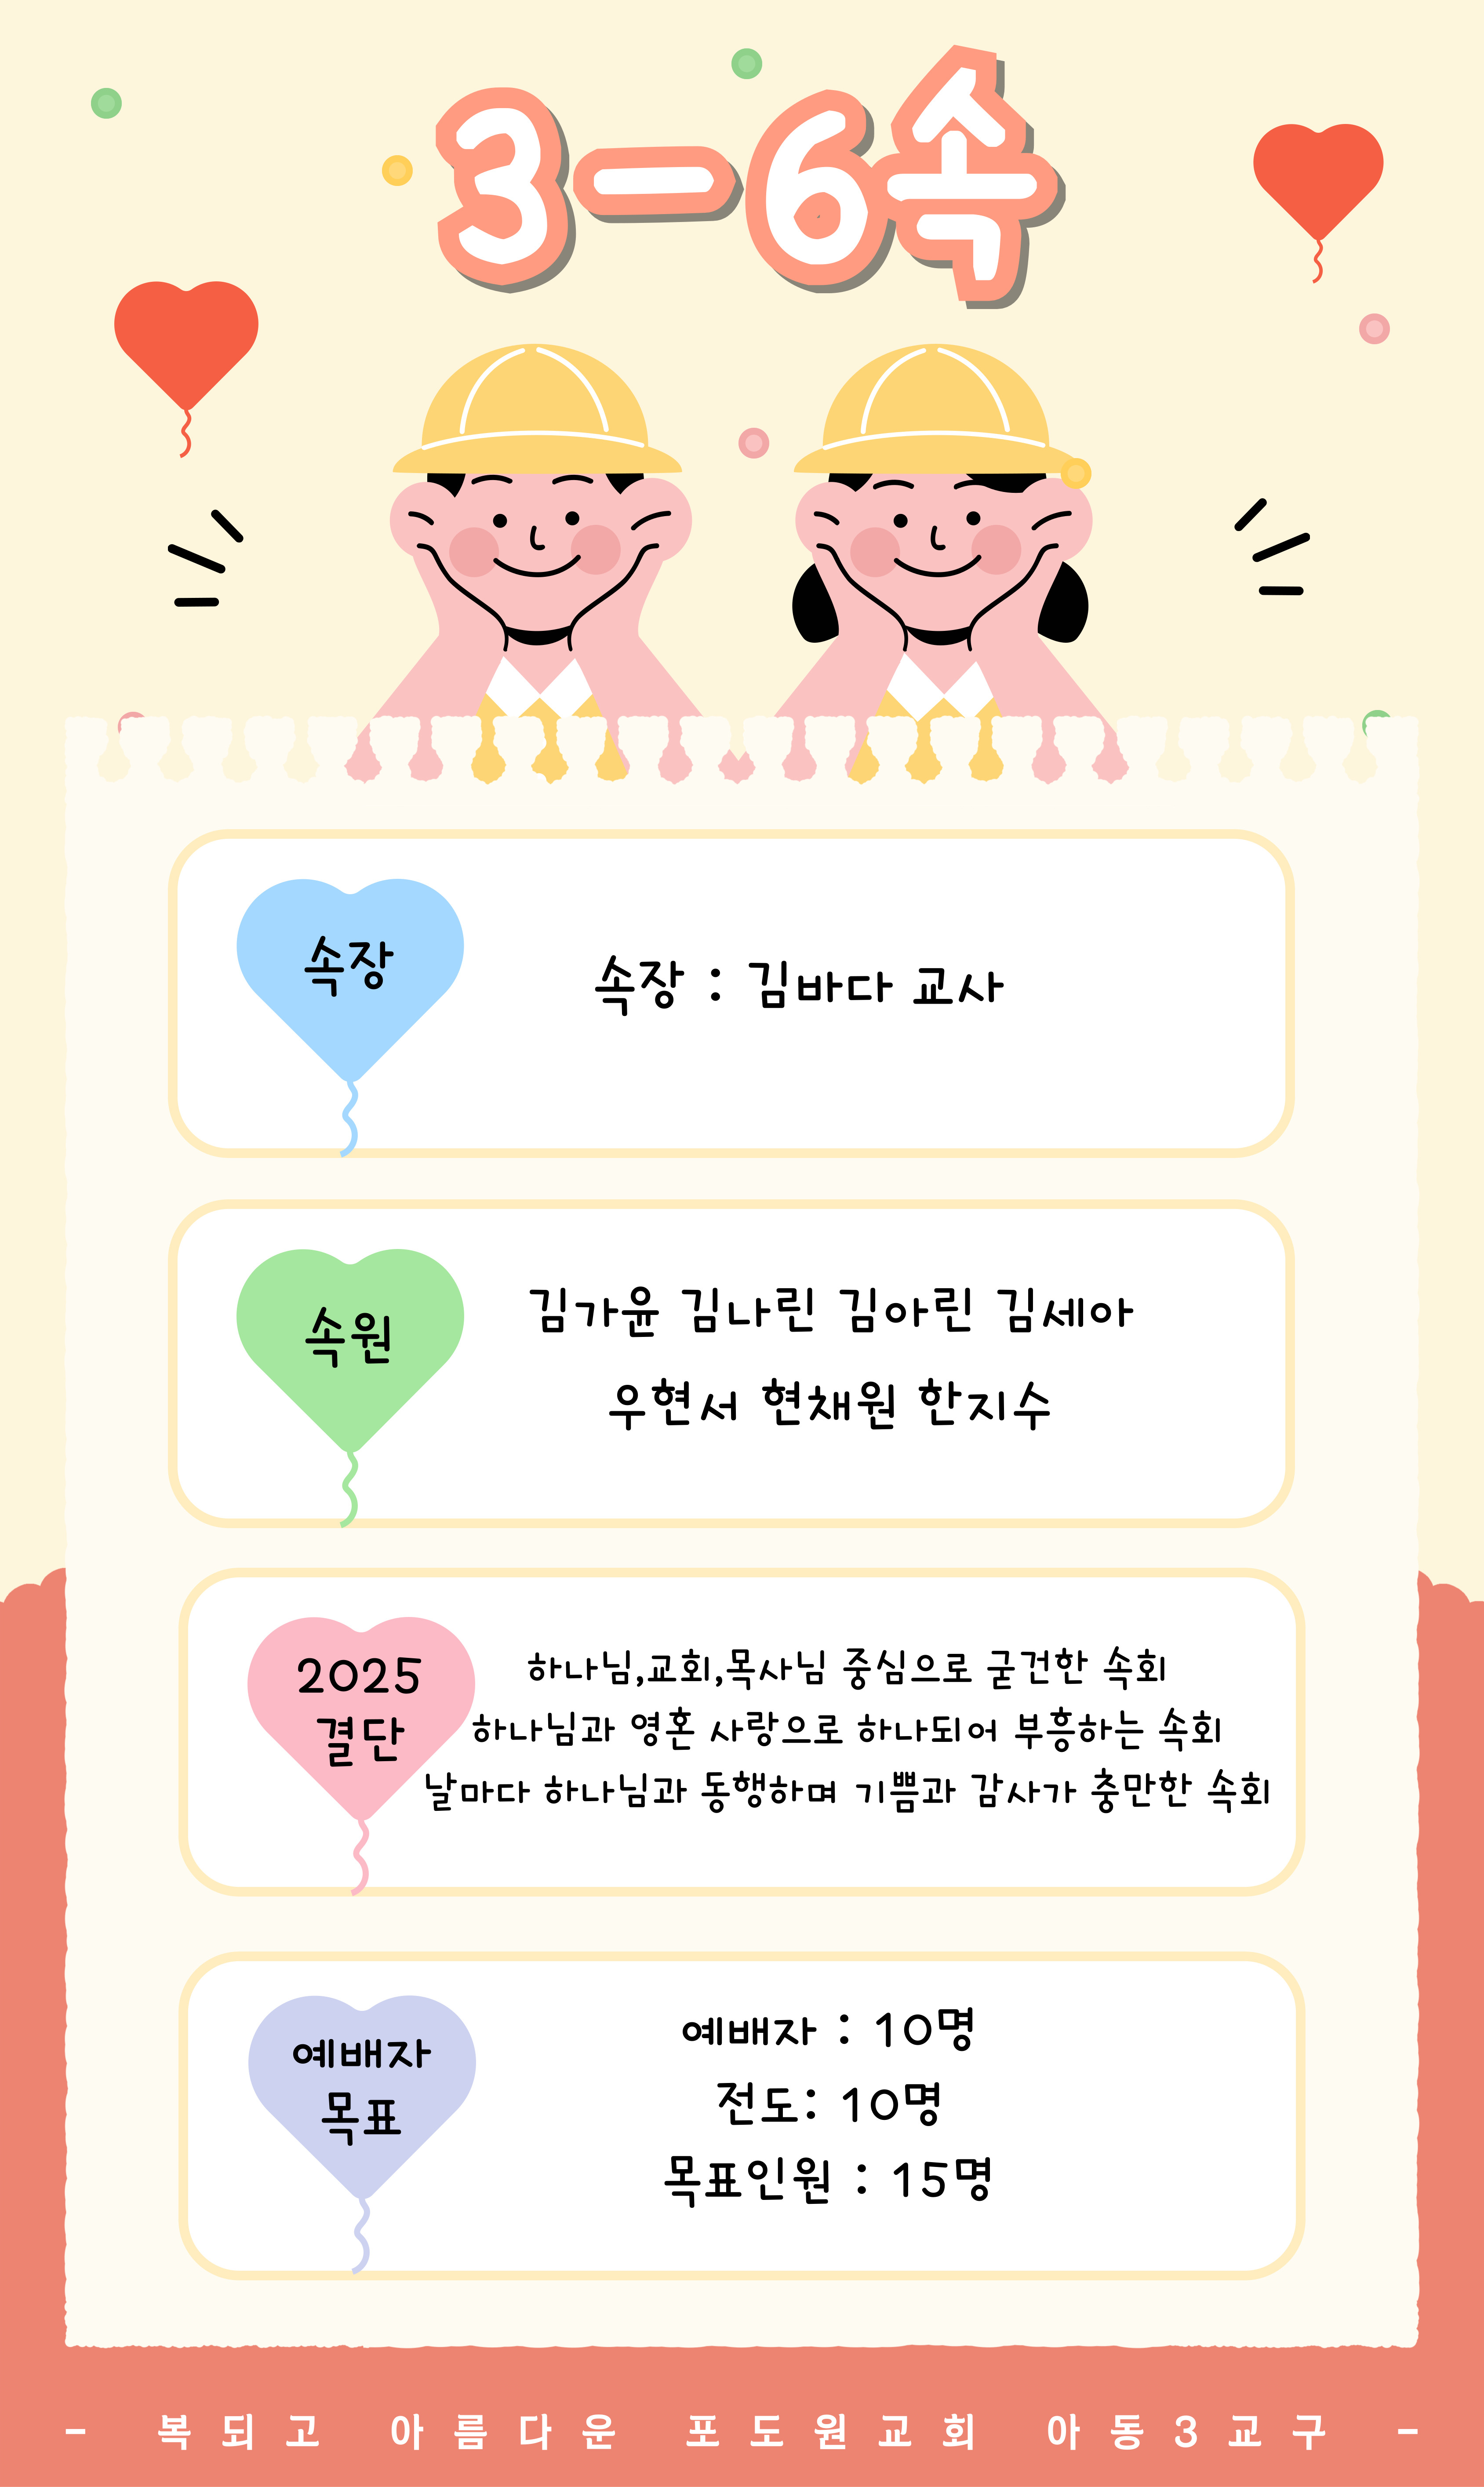 3-6속
속장
속장 : 김바다 교사
속원
김가윤 김나린 김아린 김세아
우현서 현채원 한지수
2025
결단
하나님,교회,목사님 중심으로 굳건한 속회
하나님과 영혼 사랑으로 하나되어 부흥하는 속회
날마다 하나님과 동행하며 기쁨과 감사가 충만한 속회
예배자
목표
예배자 : 10명
전도: 10명
목표인원 : 15명
- 복되고 아름다운 포도원교회 아동3교구 -